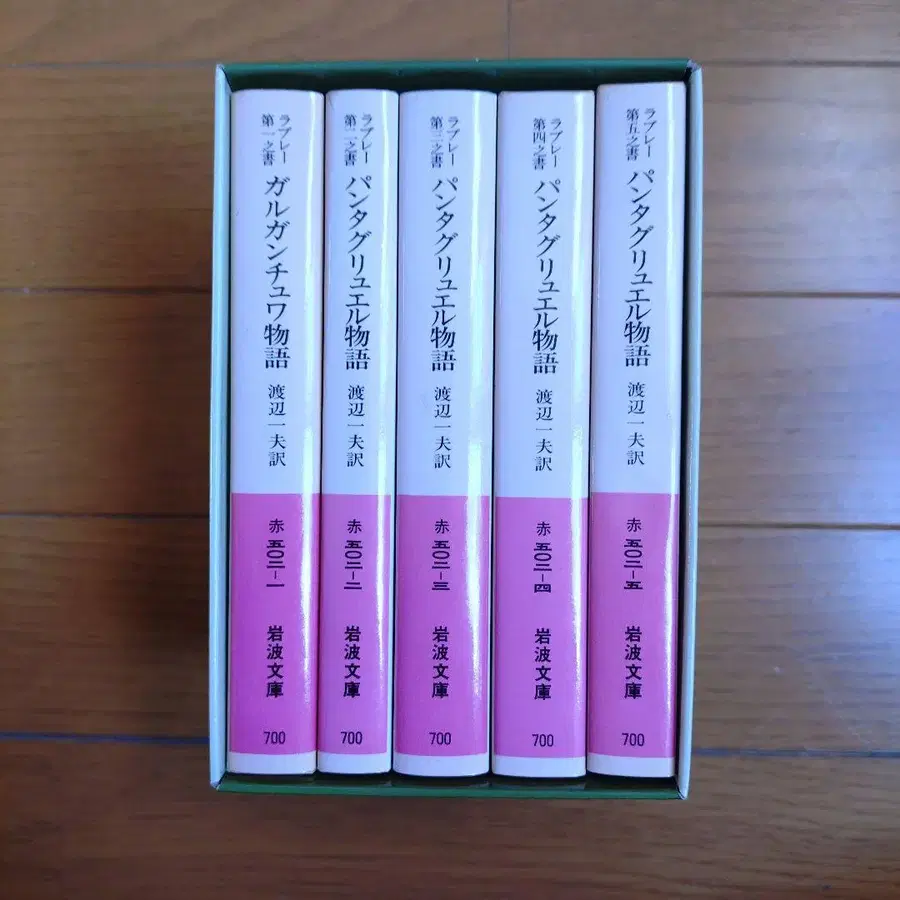 ラブレー
第一之書
ガルガンチュワ物語
渡辺一夫訳
赤
五〇二-一
岩波文庫
700
ラブレー
第二之書
パンタグリュエル物語
渡辺一夫訳
赤
五〇二-二
岩波文庫
700
ラブレー
第三之書
パンタグリュエル物語
渡辺一夫訳
赤
五〇二-三
岩波文庫
700
ラブレー
第四之書
パンタグリュエル物語
渡辺一夫訳
赤
五〇二-四
岩波文庫
700
ラブレー
第五之書
パンタグリュエル物語
渡辺一夫訳
赤
五〇二-五
岩波文庫
700